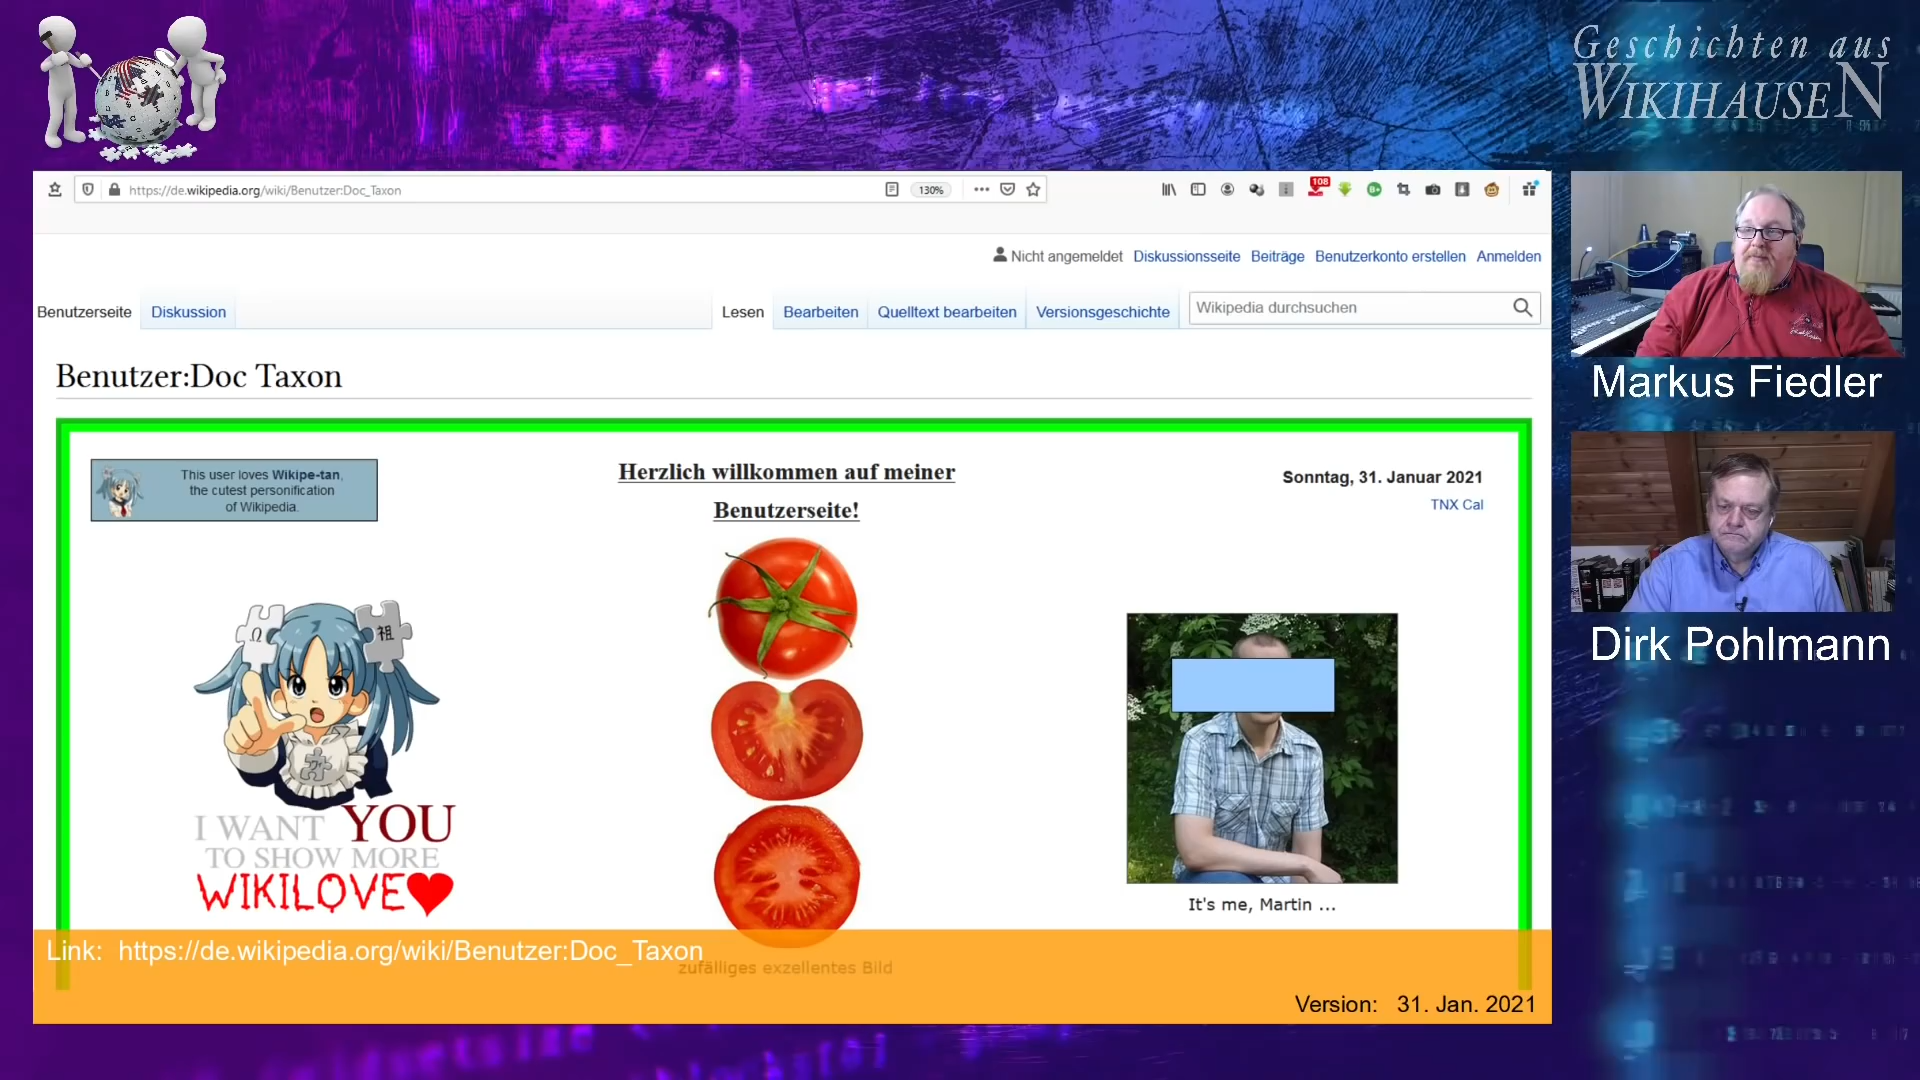 Geschichten aus
WIKIHAUSEN
https://de.wikipedia.org/wiki/Benutzer:Doc_Taxon
130%
108
Nicht angemeldet Diskussionsseite Beiträge Benutzerkonto erstellen Anmelden
Benutzerseite Diskussion Lesen Bearbeiten Quelltext bearbeiten Versionsgeschichte Wikipedia durchsuchen
Benutzer:Doc Taxon
This user loves Wikipe-tan,
the cutest personification
of Wikipedia.
Herzlich willkommen auf meiner
Benutzerseite!
Sonntag, 31. Januar 2021
TNX Cal
Ω
祖
I WANT YOU
TO SHOW MORE
WIKILOVE
It's me, Martin ...
zufälliges exzellentes Bild
Link: https://de.wikipedia.org/wiki/Benutzer:Doc_Taxon
Version: 31. Jan. 2021
Markus Fiedler
Dirk Pohlmann